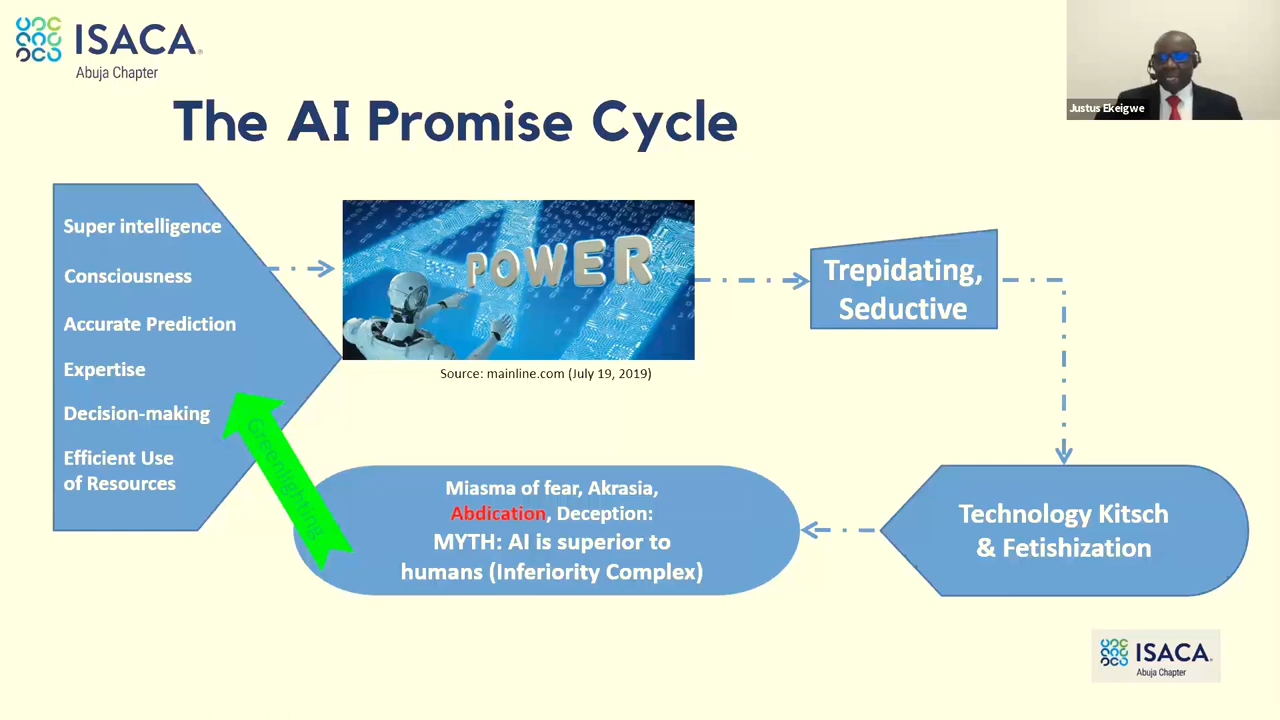 ISACA®
Abuja Chapter
Justus Ekeigwe
The AI Promise Cycle
Super intelligence
Consciousness
Accurate Prediction
Expertise
Decision-making
Efficient Use
of Resources
POWER
Source: mainline.com (July 19, 2019)
Trepidating,
Seductive
Technology Kitsch
& Fetishization
Miasma of fear, Akrasia,
Abdication, Deception:
MYTH: AI is superior to
humans (Inferiority Complex)
Greenlighting
ISACA®
Abuja Chapter